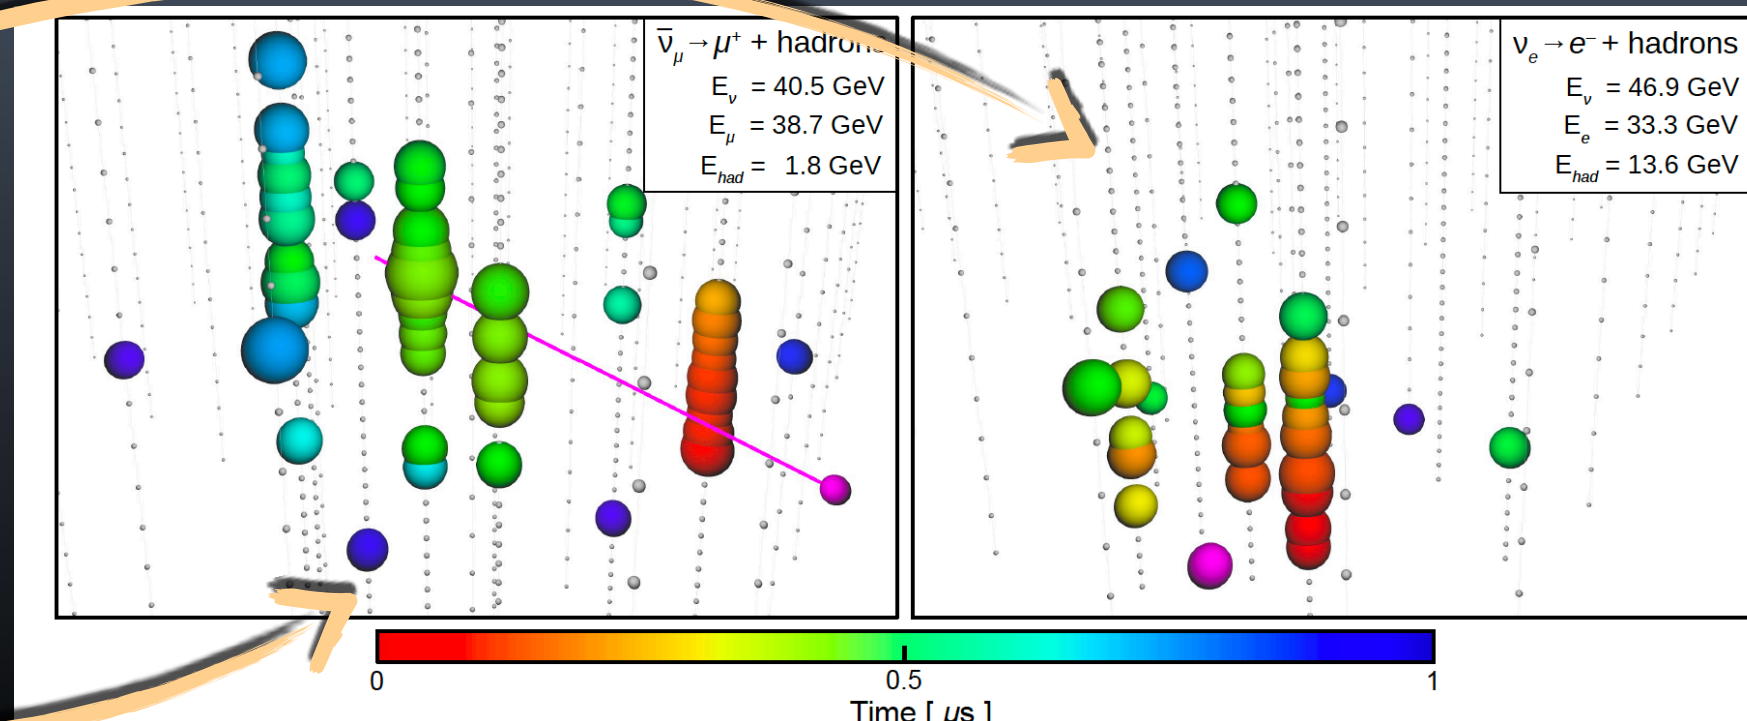 ν̅μ → μ⁺ + hadrons
Eν = 40.5 GeV
Eμ = 38.7 GeV
Ehad = 1.8 GeV
νe → e⁻ + hadrons
Eν = 46.9 GeV
Ee = 33.3 GeV
Ehad = 13.6 GeV
0 0.5 1
Time [ μs ]